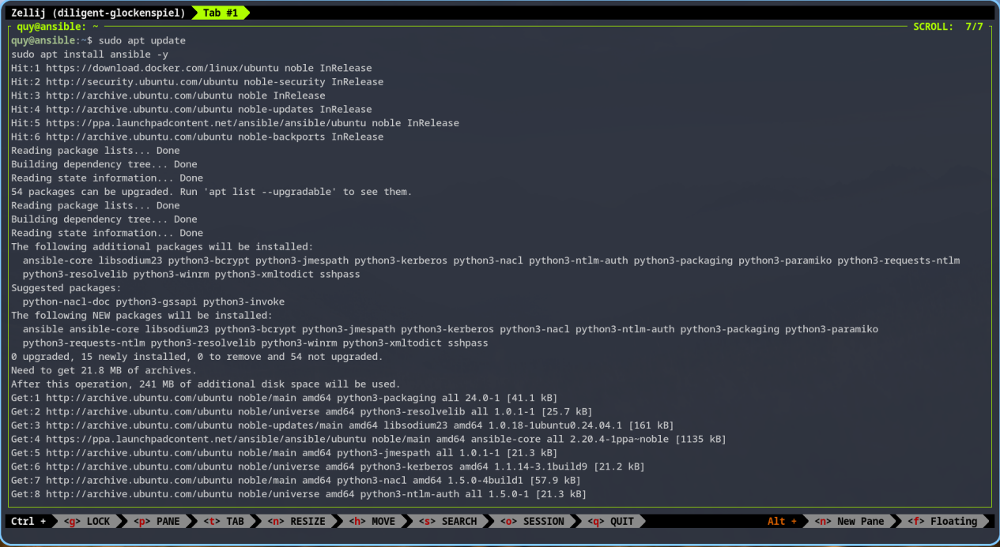 Zellij (diligent-glockenspiel) Tab #1
quy@ansible: ~ SCROLL: 7/7
quy@ansible:~$ sudo apt update
sudo apt install ansible -y
Hit:1 https://download.docker.com/linux/ubuntu noble InRelease
Hit:2 http://security.ubuntu.com/ubuntu noble-security InRelease
Hit:3 http://archive.ubuntu.com/ubuntu noble InRelease
Hit:4 http://archive.ubuntu.com/ubuntu noble-updates InRelease
Hit:5 https://ppa.launchpadcontent.net/ansible/ansible/ubuntu noble InRelease
Hit:6 http://archive.ubuntu.com/ubuntu noble-backports InRelease
Reading package lists... Done
Building dependency tree... Done
Reading state information... Done
54 packages can be upgraded. Run 'apt list --upgradable' to see them.
Reading package lists... Done
Building dependency tree... Done
Reading state information... Done
The following additional packages will be installed:
  ansible-core libsodium23 python3-bcrypt python3-jmespath python3-kerberos python3-nacl python3-ntlm-auth python3-packaging python3-paramiko python3-requests-ntlm
  python3-resolvelib python3-winrm python3-xmltodict sshpass
Suggested packages:
  python-nacl-doc python3-gssapi python3-invoke
The following NEW packages will be installed:
  ansible ansible-core libsodium23 python3-bcrypt python3-jmespath python3-kerberos python3-nacl python3-ntlm-auth python3-packaging python3-paramiko
  python3-requests-ntlm python3-resolvelib python3-winrm python3-xmltodict sshpass
0 upgraded, 15 newly installed, 0 to remove and 54 not upgraded.
Need to get 21.8 MB of archives.
After this operation, 241 MB of additional disk space will be used.
Get:1 http://archive.ubuntu.com/ubuntu noble/main amd64 python3-packaging all 24.0-1 [41.1 kB]
Get:2 http://archive.ubuntu.com/ubuntu noble/universe amd64 python3-resolvelib all 1.0.1-1 [25.7 kB]
Get:3 http://archive.ubuntu.com/ubuntu noble-updates/main amd64 libsodium23 amd64 1.0.18-1ubuntu0.24.04.1 [161 kB]
Get:4 https://ppa.launchpadcontent.net/ansible/ansible/ubuntu noble/main amd64 ansible-core all 2.20.4-1ppa~noble [1135 kB]
Get:5 http://archive.ubuntu.com/ubuntu noble/main amd64 python3-jmespath all 1.0.1-1 [21.3 kB]
Get:6 http://archive.ubuntu.com/ubuntu noble/universe amd64 python3-kerberos amd64 1.1.14-3.1build9 [21.2 kB]
Get:7 http://archive.ubuntu.com/ubuntu noble/main amd64 python3-nacl amd64 1.5.0-4build1 [57.9 kB]
Get:8 http://archive.ubuntu.com/ubuntu noble/universe amd64 python3-ntlm-auth all 1.5.0-1 [21.3 kB]
Ctrl + <g> LOCK <p> PANE <t> TAB <n> RESIZE <h> MOVE <s> SEARCH <o> SESSION <q> QUIT Alt + <n> New Pane <f> Floating